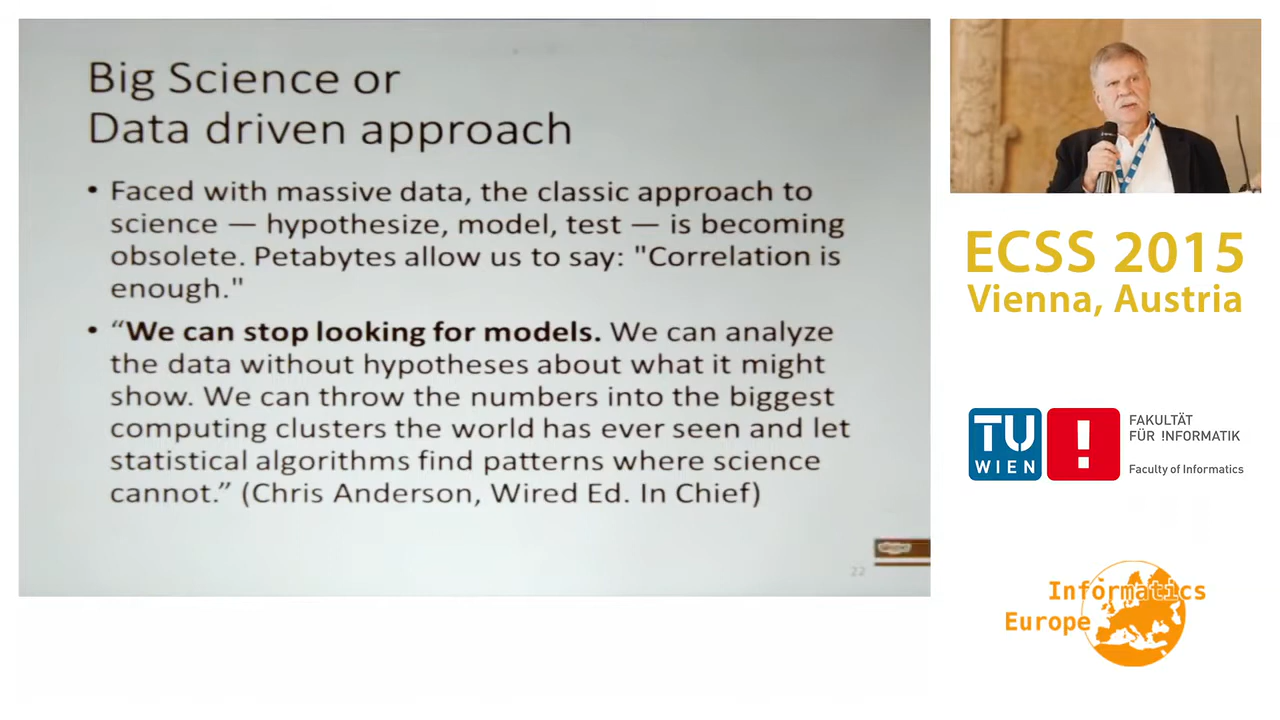 Big Science or
Data driven approach
• Faced with massive data, the classic approach to
science — hypothesize, model, test — is becoming
obsolete. Petabytes allow us to say: "Correlation is
enough."
• “We can stop looking for models. We can analyze
the data without hypotheses about what it might
show. We can throw the numbers into the biggest
computing clusters the world has ever seen and let
statistical algorithms find patterns where science
cannot.” (Chris Anderson, Wired Ed. In Chief)
22
ECSS 2015
Vienna, Austria
TU
WIEN
!
FAKULTÄT
FÜR !NFORMATIK
Faculty of Informatics
Informatics
Europe